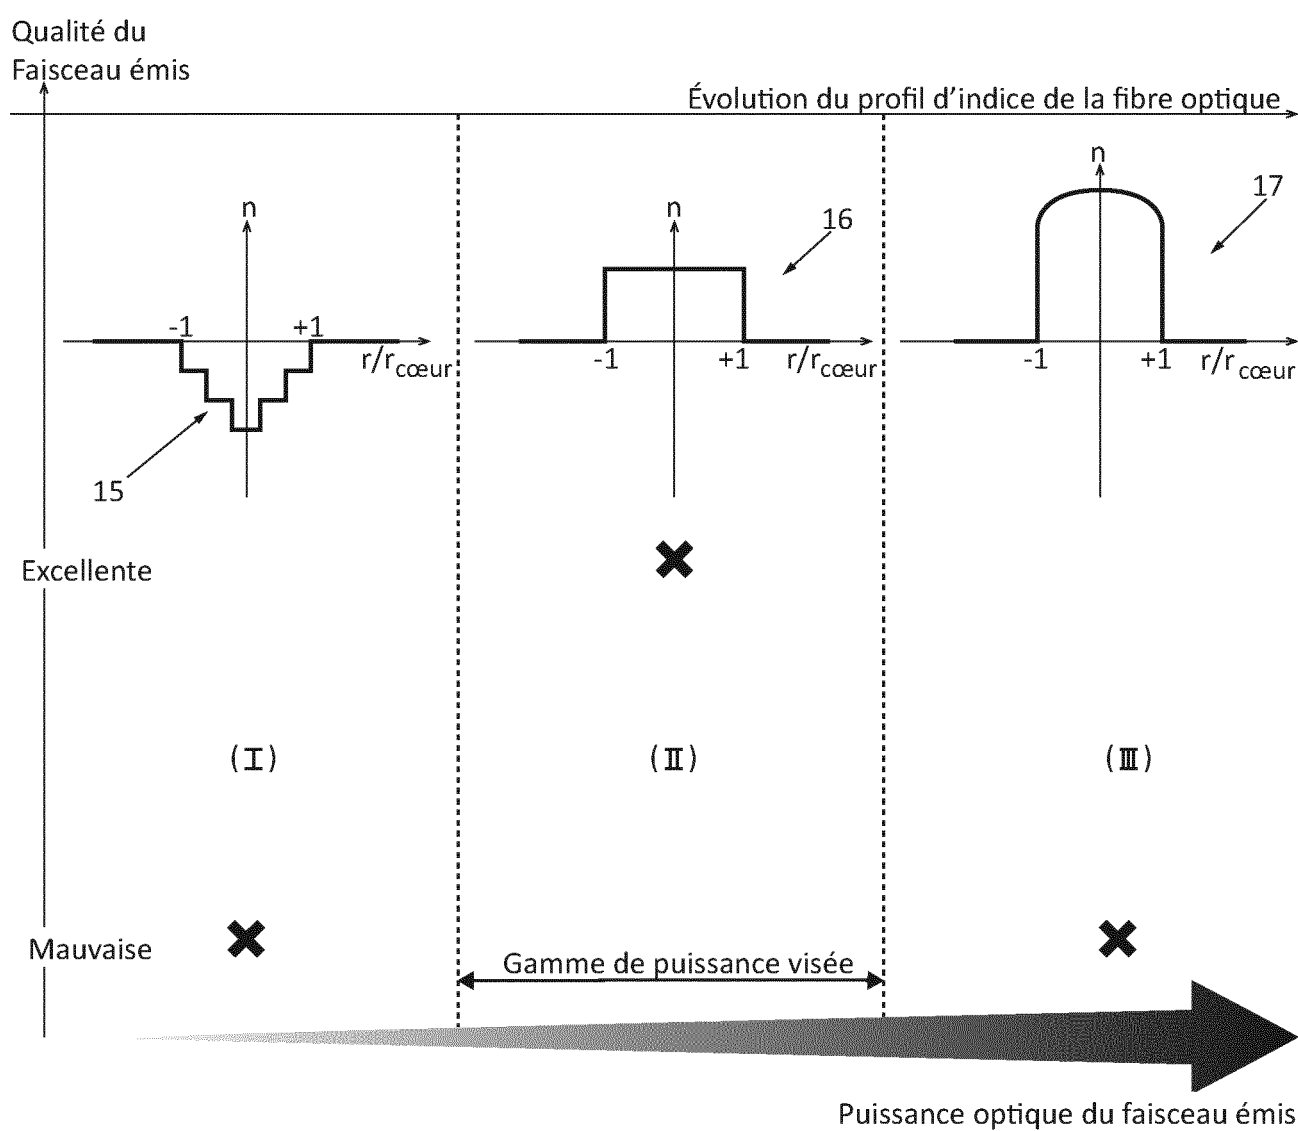 Qualité du
Faisceau émis
Évolution du profil d'indice de la fibre optique
n
-1
+1
r/rcœur
15
n
16
-1
+1
r/rcœur
n
17
-1
+1
r/rcœur
Excellente
(I)
(II)
(III)
Mauvaise
Gamme de puissance visée
Puissance optique du faisceau émis